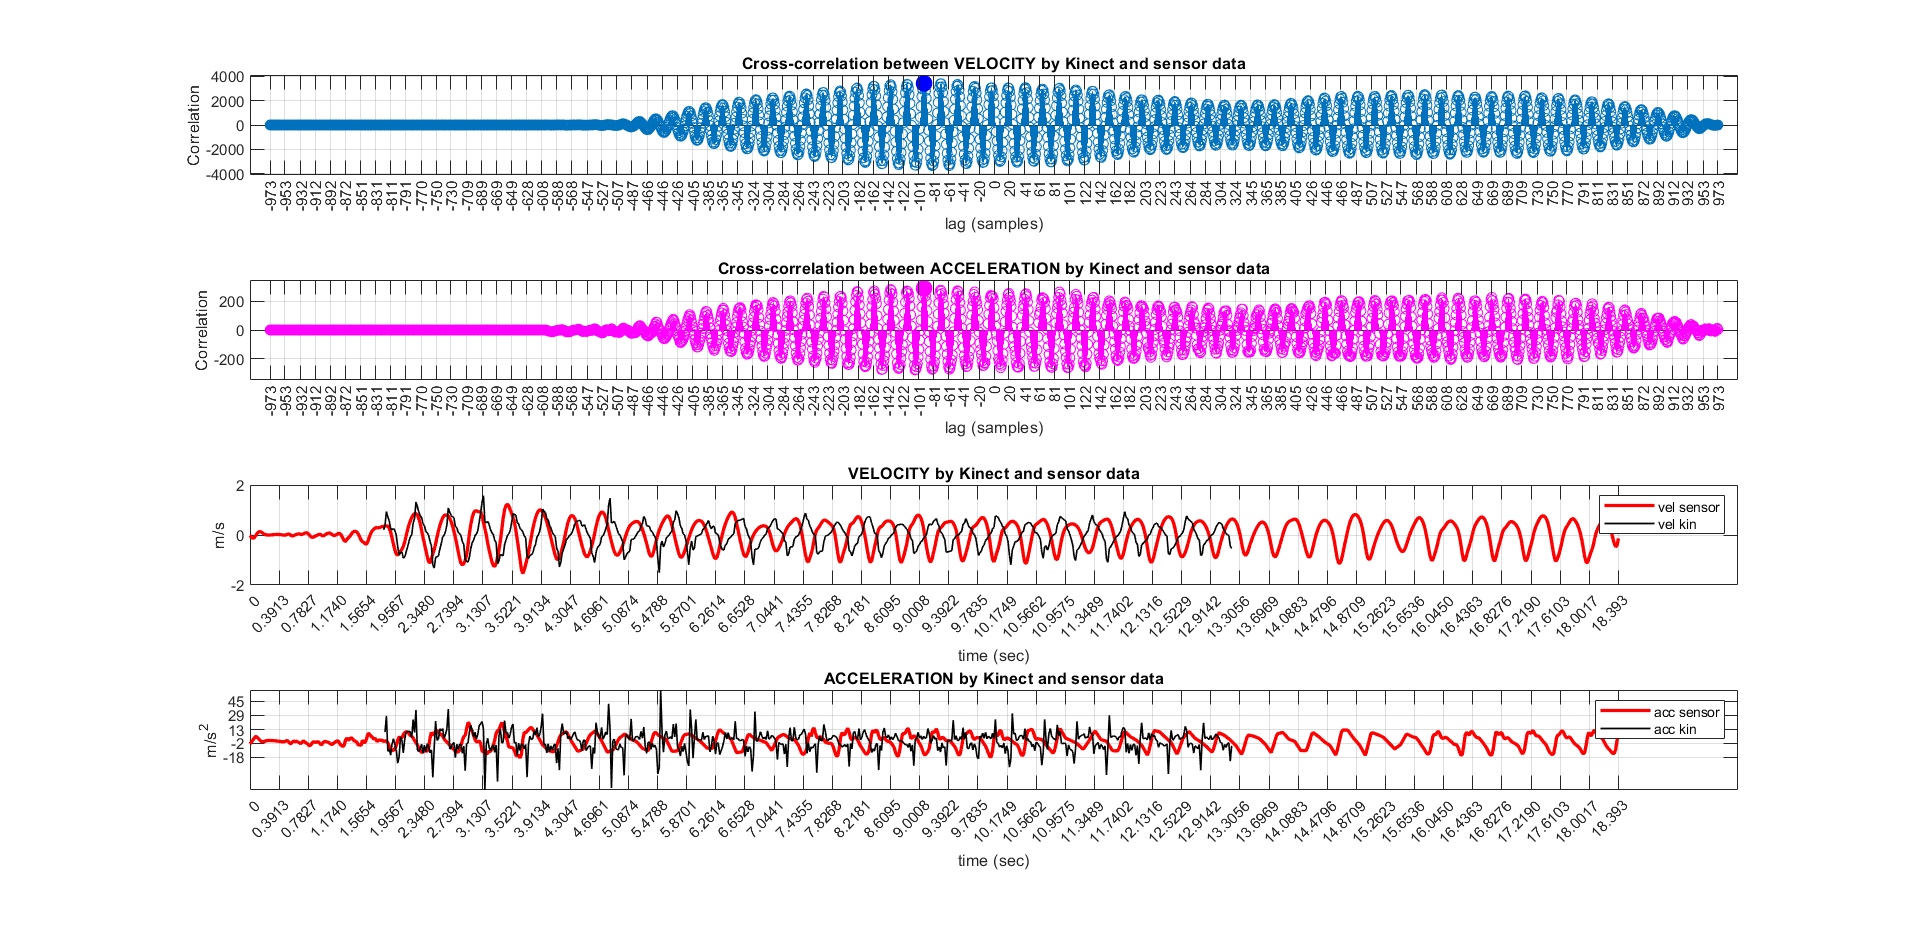 Cross-correlation between VELOCITY by Kinect and sensor data
Correlation
4000
2000
0
-2000
-4000
-973 -953 -932 -912 -892 -872 -851 -831 -811 -791 -770 -750 -730 -709 -689 -669 -649 -628 -608 -588 -568 -547 -527 -507 -487 -466 -446 -426 -405 -385 -365 -345 -324 -304 -284 -264 -243 -223 -203 -182 -162 -142 -122 -101 -81 -61 -41 -20 0 20 41 61 81 101 122 142 162 182 203 223 243 264 284 304 324 345 365 385 405 426 446 466 487 507 527 547 568 588 608 628 649 669 689 709 730 750 770 791 811 831 851 872 892 912 932 953 973
lag (samples)
Cross-correlation between ACCELERATION by Kinect and sensor data
Correlation
200
0
-200
-973 -953 -932 -912 -892 -872 -851 -831 -811 -791 -770 -750 -730 -709 -689 -669 -649 -628 -608 -588 -568 -547 -527 -507 -487 -466 -446 -426 -405 -385 -365 -345 -324 -304 -284 -264 -243 -223 -203 -182 -162 -142 -122 -101 -81 -61 -41 -20 0 20 41 61 81 101 122 142 162 182 203 223 243 264 284 304 324 345 365 385 405 426 446 466 487 507 527 547 568 588 608 628 649 669 689 709 730 750 770 791 811 831 851 872 892 912 932 953 973
lag (samples)
VELOCITY by Kinect and sensor data
m/s
2
0
-2
vel sensor
vel kin
0 0.3913 0.7827 1.1740 1.5654 1.9567 2.3480 2.7394 3.1307 3.5221 3.9134 4.3047 4.6961 5.0874 5.4788 5.8701 6.2614 6.6528 7.0441 7.4355 7.8268 8.2181 8.6095 9.0008 9.3922 9.7835 10.1749 10.5662 10.9575 11.3489 11.7402 12.1316 12.5229 12.9142 13.3056 13.6969 14.0883 14.4796 14.8709 15.2623 15.6536 16.0450 16.4363 16.8276 17.2190 17.6103 18.0017 18.393
time (sec)
ACCELERATION by Kinect and sensor data
m/s²
45
29
13
-2
-18
acc sensor
acc kin
0 0.3913 0.7827 1.1740 1.5654 1.9567 2.3480 2.7394 3.1307 3.5221 3.9134 4.3047 4.6961 5.0874 5.4788 5.8701 6.2614 6.6528 7.0441 7.4355 7.8268 8.2181 8.6095 9.0008 9.3922 9.7835 10.1749 10.5662 10.9575 11.3489 11.7402 12.1316 12.5229 12.9142 13.3056 13.6969 14.0883 14.4796 14.8709 15.2623 15.6536 16.0450 16.4363 16.8276 17.2190 17.6103 18.0017 18.393
time (sec)